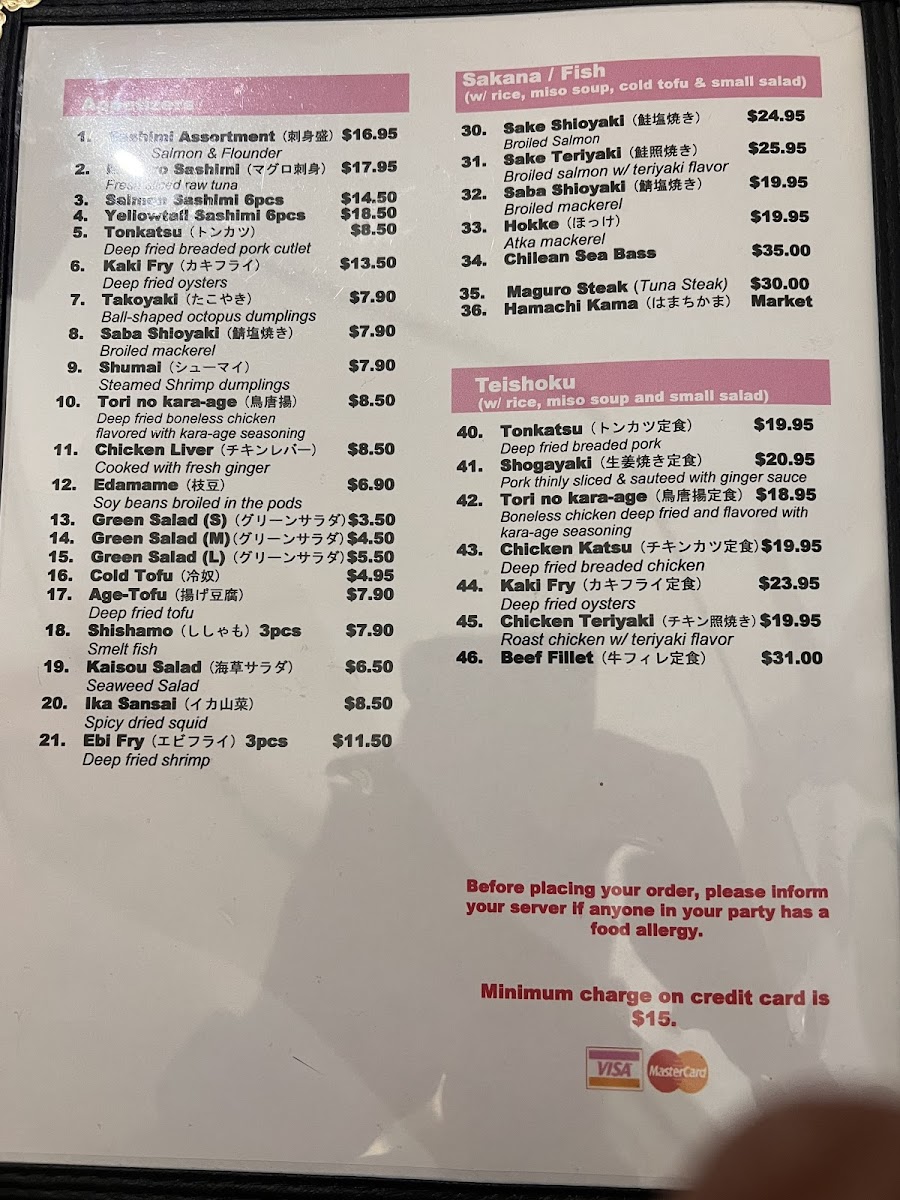 Appetizers
1. Sashimi Assortment (刺身盛) $16.95
Salmon & Flounder
2. Maguro Sashimi (マグロ刺身) $17.95
Fresh sliced raw tuna
3. Salmon Sashimi 6pcs $14.50
4. Yellowtail Sashimi 6pcs $18.50
5. Tonkatsu (トンカツ) $8.50
Deep fried breaded pork cutlet
6. Kaki Fry (カキフライ) $13.50
Deep fried oysters
7. Takoyaki (たこやき) $7.90
Ball-shaped octopus dumplings
8. Saba Shioyaki (鯖塩焼き) $7.90
Broiled mackerel
9. Shumai (シューマイ) $7.90
Steamed Shrimp dumplings
10. Tori no kara-age (鳥唐揚) $8.50
Deep fried boneless chicken
flavored with kara-age seasoning
11. Chicken Liver (チキンレバー) $8.50
Cooked with fresh ginger
12. Edamame (枝豆) $6.90
Soy beans broiled in the pods
13. Green Salad (S) (グリーンサラダ) $3.50
14. Green Salad (M) (グリーンサラダ) $4.50
15. Green Salad (L) (グリーンサラダ) $5.50
16. Cold Tofu (冷奴) $4.95
17. Age-Tofu (揚げ豆腐) $7.90
Deep fried tofu
18. Shishamo (ししゃも) 3pcs $7.90
Smelt fish
19. Kaisou Salad (海草サラダ) $6.50
Seaweed Salad
20. Ika Sansai (イカ山菜) $8.50
Spicy dried squid
21. Ebi Fry (エビフライ) 3pcs $11.50
Deep fried shrimp
Sakana / Fish
(w/ rice, miso soup, cold tofu & small salad)
30. Sake Shioyaki (鮭塩焼き) $24.95
Broiled Salmon
31. Sake Teriyaki (鮭照焼き) $25.95
Broiled salmon w/ teriyaki flavor
32. Saba Shioyaki (鯖塩焼き) $19.95
Broiled mackerel
33. Hokke (ほっけ) $19.95
Atka mackerel
34. Chilean Sea Bass $35.00
35. Maguro Steak (Tuna Steak) $30.00
36. Hamachi Kama (はまちかま) Market
Teishoku
(w/ rice, miso soup and small salad)
40. Tonkatsu (トンカツ定食) $19.95
Deep fried breaded pork
41. Shogayaki (生姜焼き定食) $20.95
Pork thinly sliced & sauteed with ginger sauce
42. Tori no kara-age (鳥唐揚定食) $18.95
Boneless chicken deep fried and flavored with
kara-age seasoning
43. Chicken Katsu (チキンカツ定食) $19.95
Deep fried breaded chicken
44. Kaki Fry (カキフライ定食) $23.95
Deep fried oysters
45. Chicken Teriyaki (チキン照焼き) $19.95
Roast chicken w/ teriyaki flavor
46. Beef Fillet (牛フィレ定食) $31.00
Before placing your order, please inform
your server if anyone in your party has a
food allergy.
Minimum charge on credit card is
$15.
VISA MasterCard